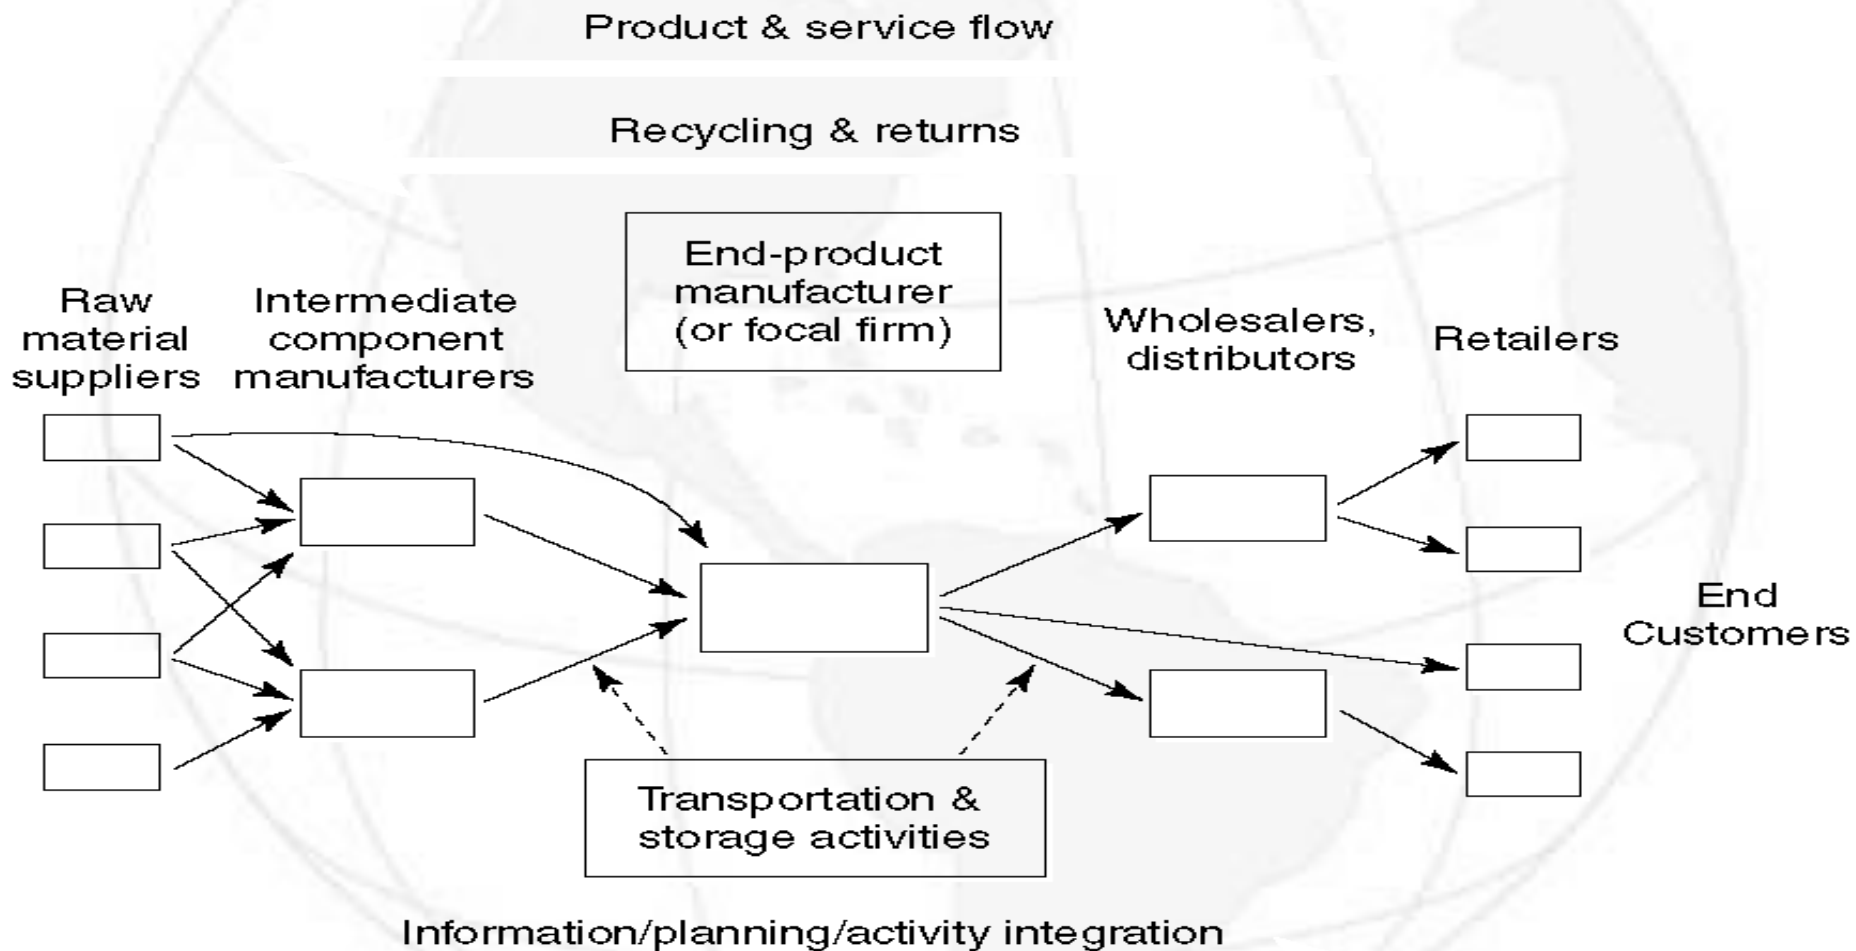 Product & service flow
Recycling & returns
End-product
manufacturer
(or focal firm)
Raw
material
suppliers
Intermediate
component
manufacturers
Wholesalers,
distributors
Retailers
End
Customers
Transportation &
storage activities
Information/planning/activity integration